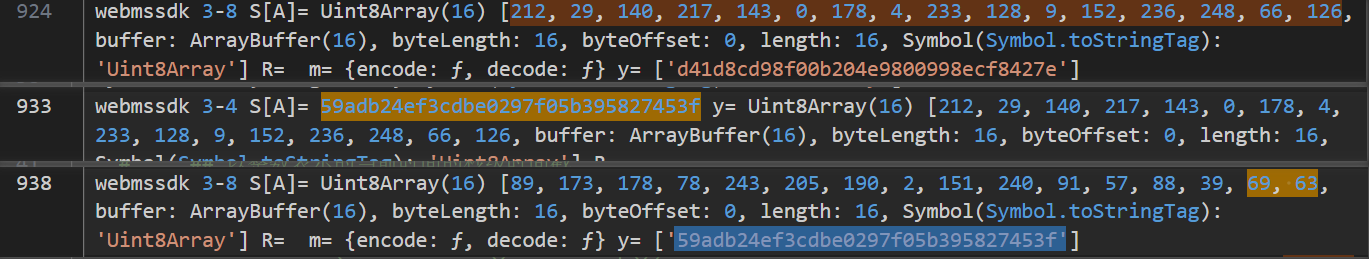 924 webmssdk 3-8 S[A]= Uint8Array(16) [212, 29, 140, 217, 143, 0, 178, 4, 233, 128, 9, 152, 236, 248, 66, 126,
buffer: ArrayBuffer(16), byteLength: 16, byteOffset: 0, length: 16, Symbol(Symbol.toStringTag):
'Uint8Array'] R=  m= {encode: ƒ, decode: ƒ} y= ['d41d8cd98f00b204e9800998ecf8427e']
933 webmssdk 3-4 S[A]= 59adb24ef3cdbe0297f05b395827453f y= Uint8Array(16) [212, 29, 140, 217, 143, 0, 178, 4,
233, 128, 9, 152, 236, 248, 66, 126, buffer: ArrayBuffer(16), byteLength: 16, byteOffset: 0, length: 16,
Symbol(Symbol.toStringTag): 'Uint8Array'] R
938 webmssdk 3-8 S[A]= Uint8Array(16) [89, 173, 178, 78, 243, 205, 190, 2, 151, 240, 91, 57, 88, 39, 69, 63,
buffer: ArrayBuffer(16), byteLength: 16, byteOffset: 0, length: 16, Symbol(Symbol.toStringTag):
'Uint8Array'] R=  m= {encode: ƒ, decode: ƒ} y= ['59adb24ef3cdbe0297f05b395827453f']